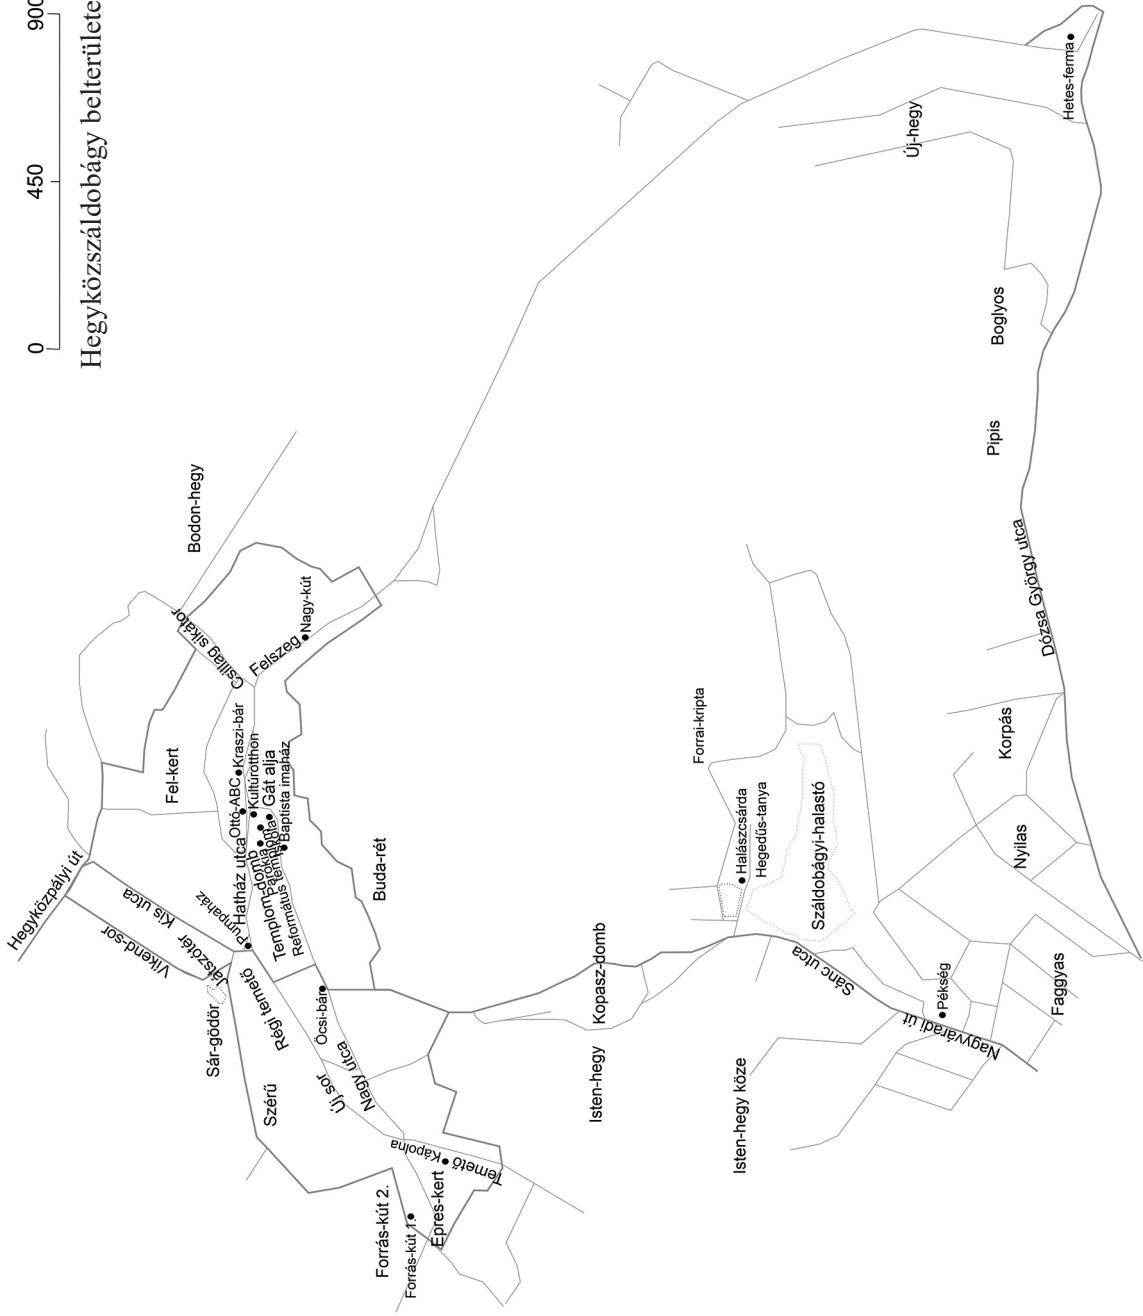 Hegyközszáldobágy belterülete
0
450
900
Hegyközpályi út
Vikend-sor
Kis utca
Játszótér
Pumpaház
Sár-gödör
Szérű
Régi temető
Hatház utca
Fel-kert
Ottó-ABC
Kraszi-bár
Kultúrotthon
Gát alja
Templom-domb
Parókia
Református templom
Baptista imaház
Csillag sikátor
Felszeg
Nagy-kút
Bodon-hegy
Buda-rét
Öcsi-bár
Új sor
Nagy utca
Kápolna
Temető
Epres-kert
Forrás-kút 2.
Forrás-kút 1.
Kopasz-domb
Isten-hegy
Isten-hegy köze
Forrai-kripta
Halászcsárda
Hegedűs-tanya
Száldobágyi-halastó
Sánc utca
Nagyváradi út
Pékség
Faggyas
Nyilas
Korpás
Dózsa György utca
Pipis
Boglyos
Új-hegy
Hetes-ferma